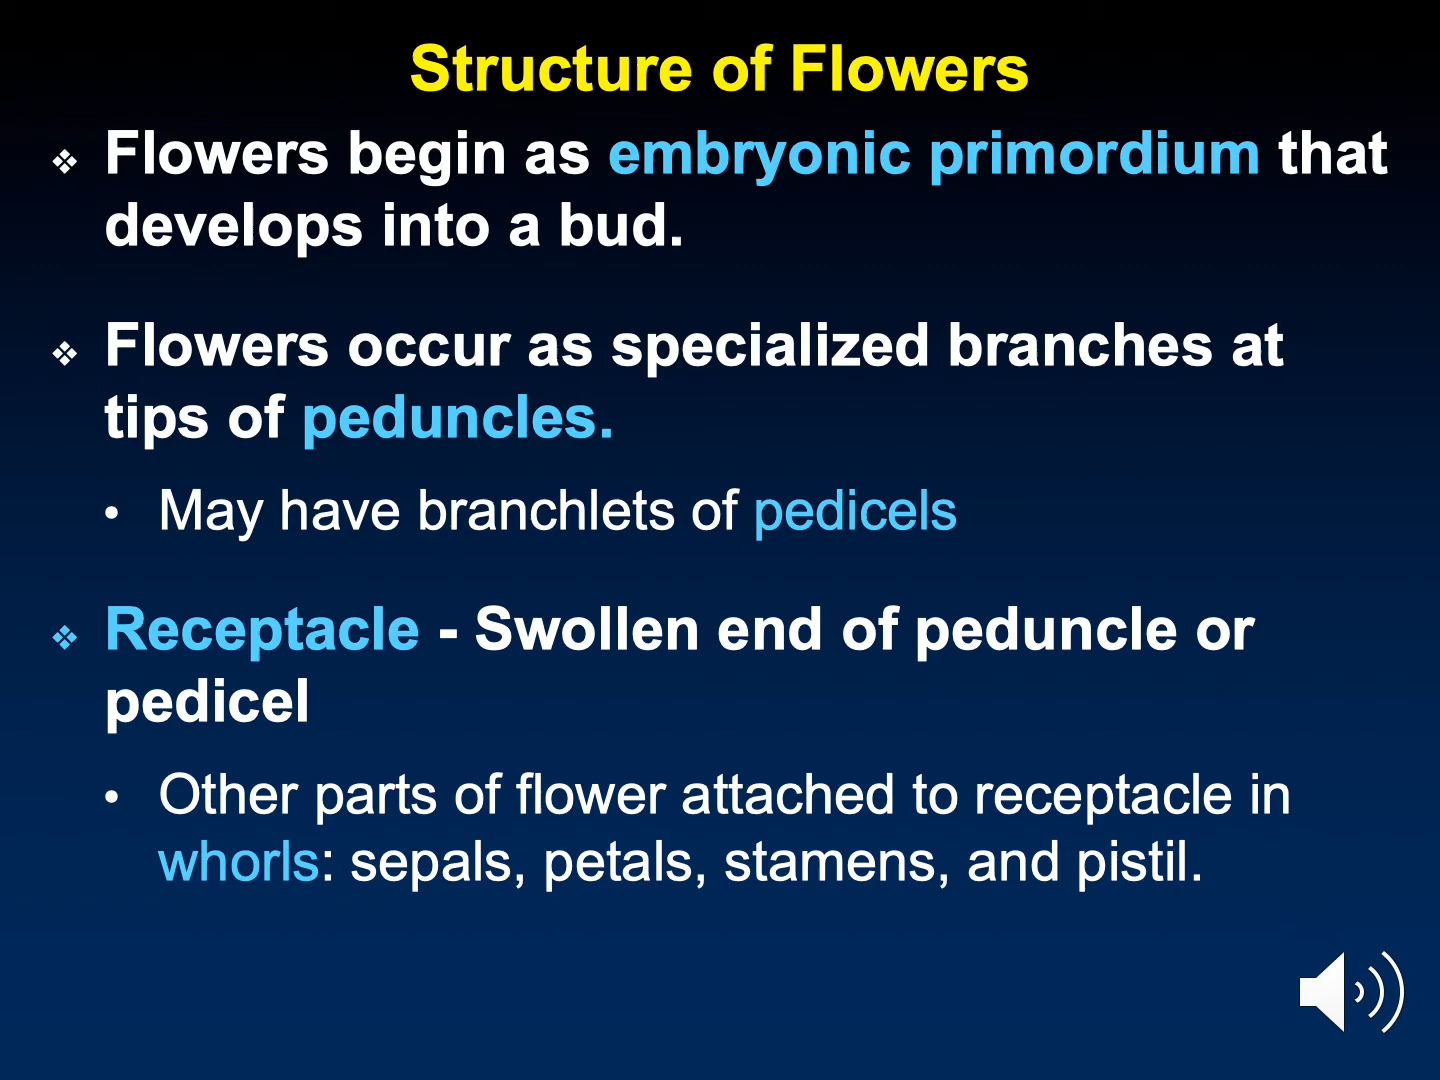 Structure of Flowers
❖ Flowers begin as embryonic primordium that
develops into a bud.
❖ Flowers occur as specialized branches at
tips of peduncles.
• May have branchlets of pedicels
❖ Receptacle - Swollen end of peduncle or
pedicel
• Other parts of flower attached to receptacle in
whorls: sepals, petals, stamens, and pistil.